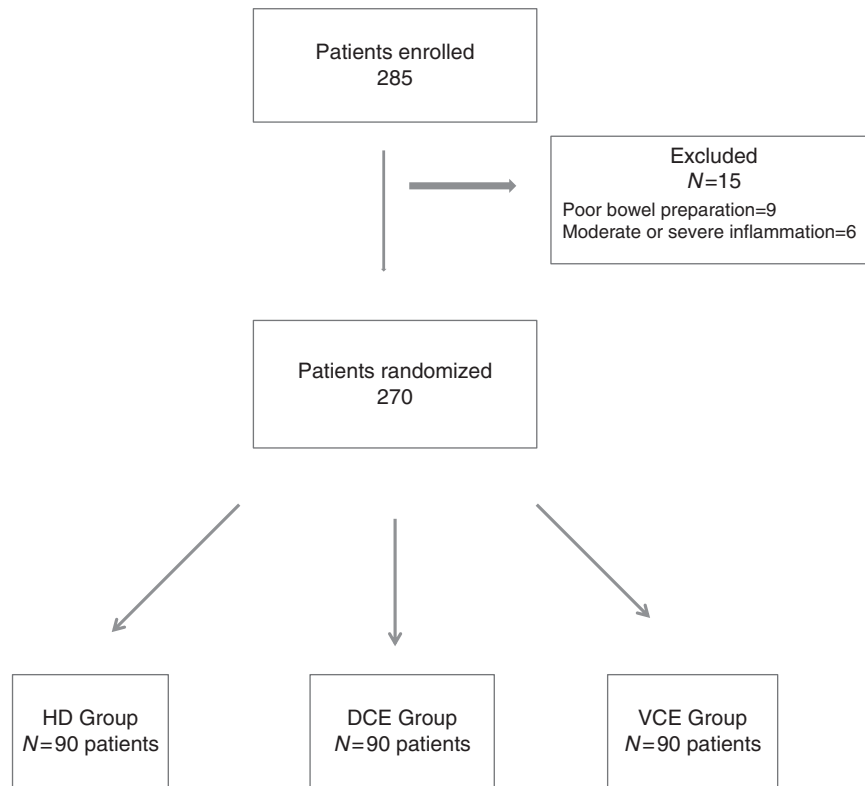 Patients enrolled
285
Excluded
N=15
Poor bowel preparation=9
Moderate or severe inflammation=6
Patients randomized
270
HD Group
N=90 patients
DCE Group
N=90 patients
VCE Group
N=90 patients